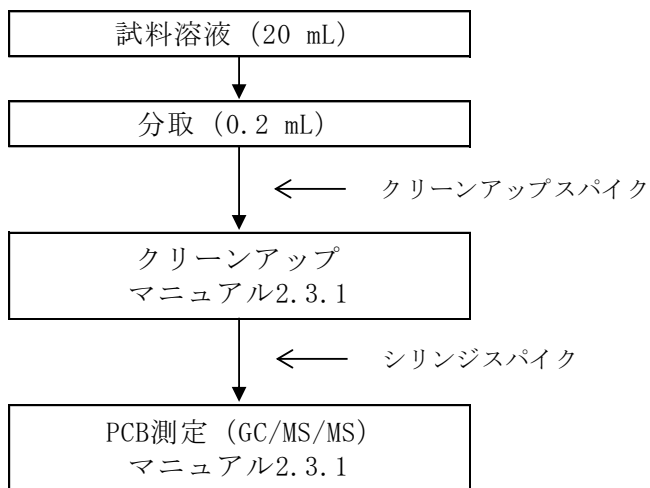 試料溶液 (20 mL)
分取 (0.2 mL)
クリーンアップスパイク
クリーンアップ
マニュアル2.3.1
シリンジスパイク
PCB測定 (GC/MS/MS)
マニュアル2.3.1